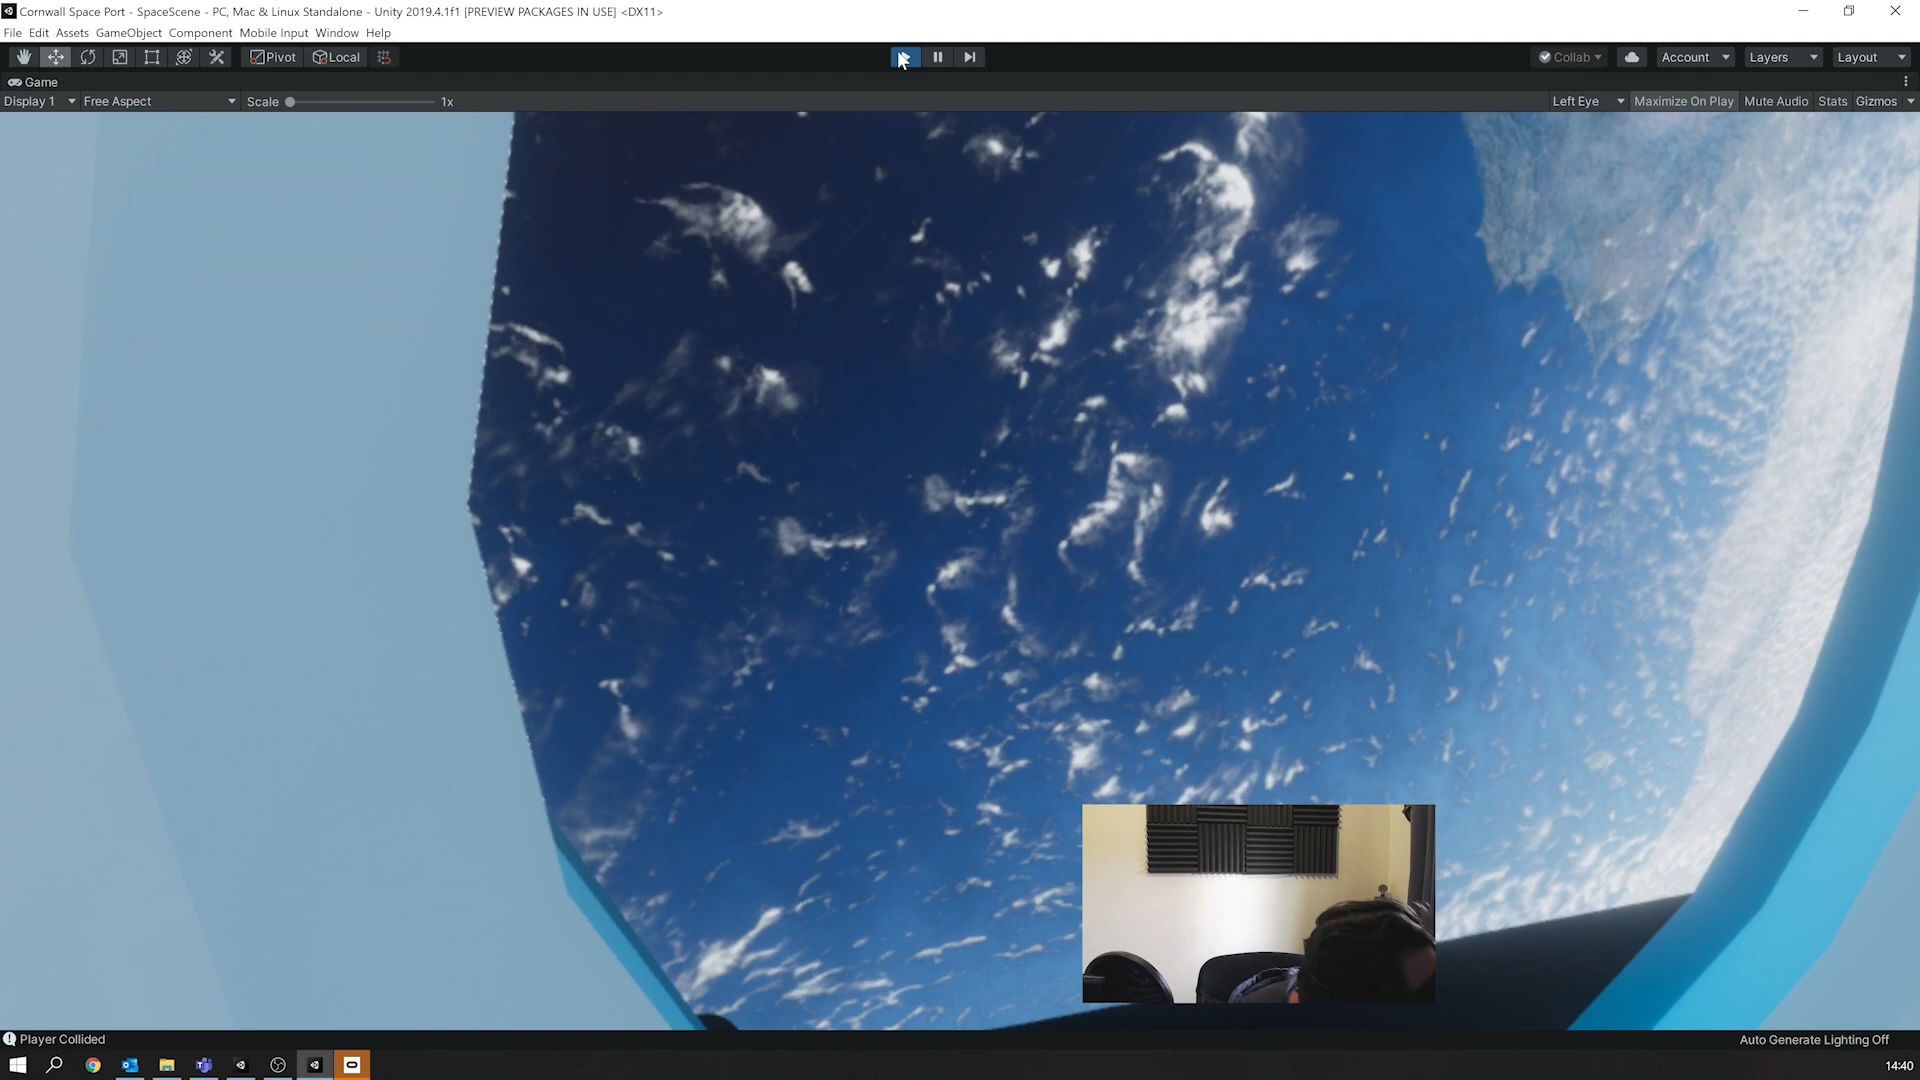 Cornwall Space Port - SpaceScene - PC, Mac & Linux Standalone - Unity 2019.4.1f1 [PREVIEW PACKAGES IN USE] <DX11>
File Edit Assets GameObject Component Mobile Input Window Help
Pivot Local Collab Account Layers Layout
Game
Display 1 Free Aspect Scale 1x Left Eye Maximize On Play Mute Audio Stats Gizmos
Player Collided Auto Generate Lighting Off
14:40